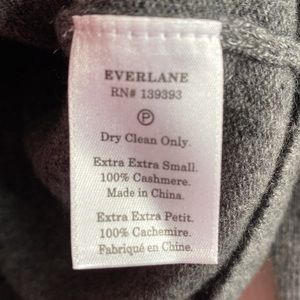 EVERLANE
RN# 139393
P
Dry Clean Only.
Extra Extra Small.
100% Cashmere.
Made in China.
Extra Extra Petit.
100% Cachemire.
Fabriqué en Chine.